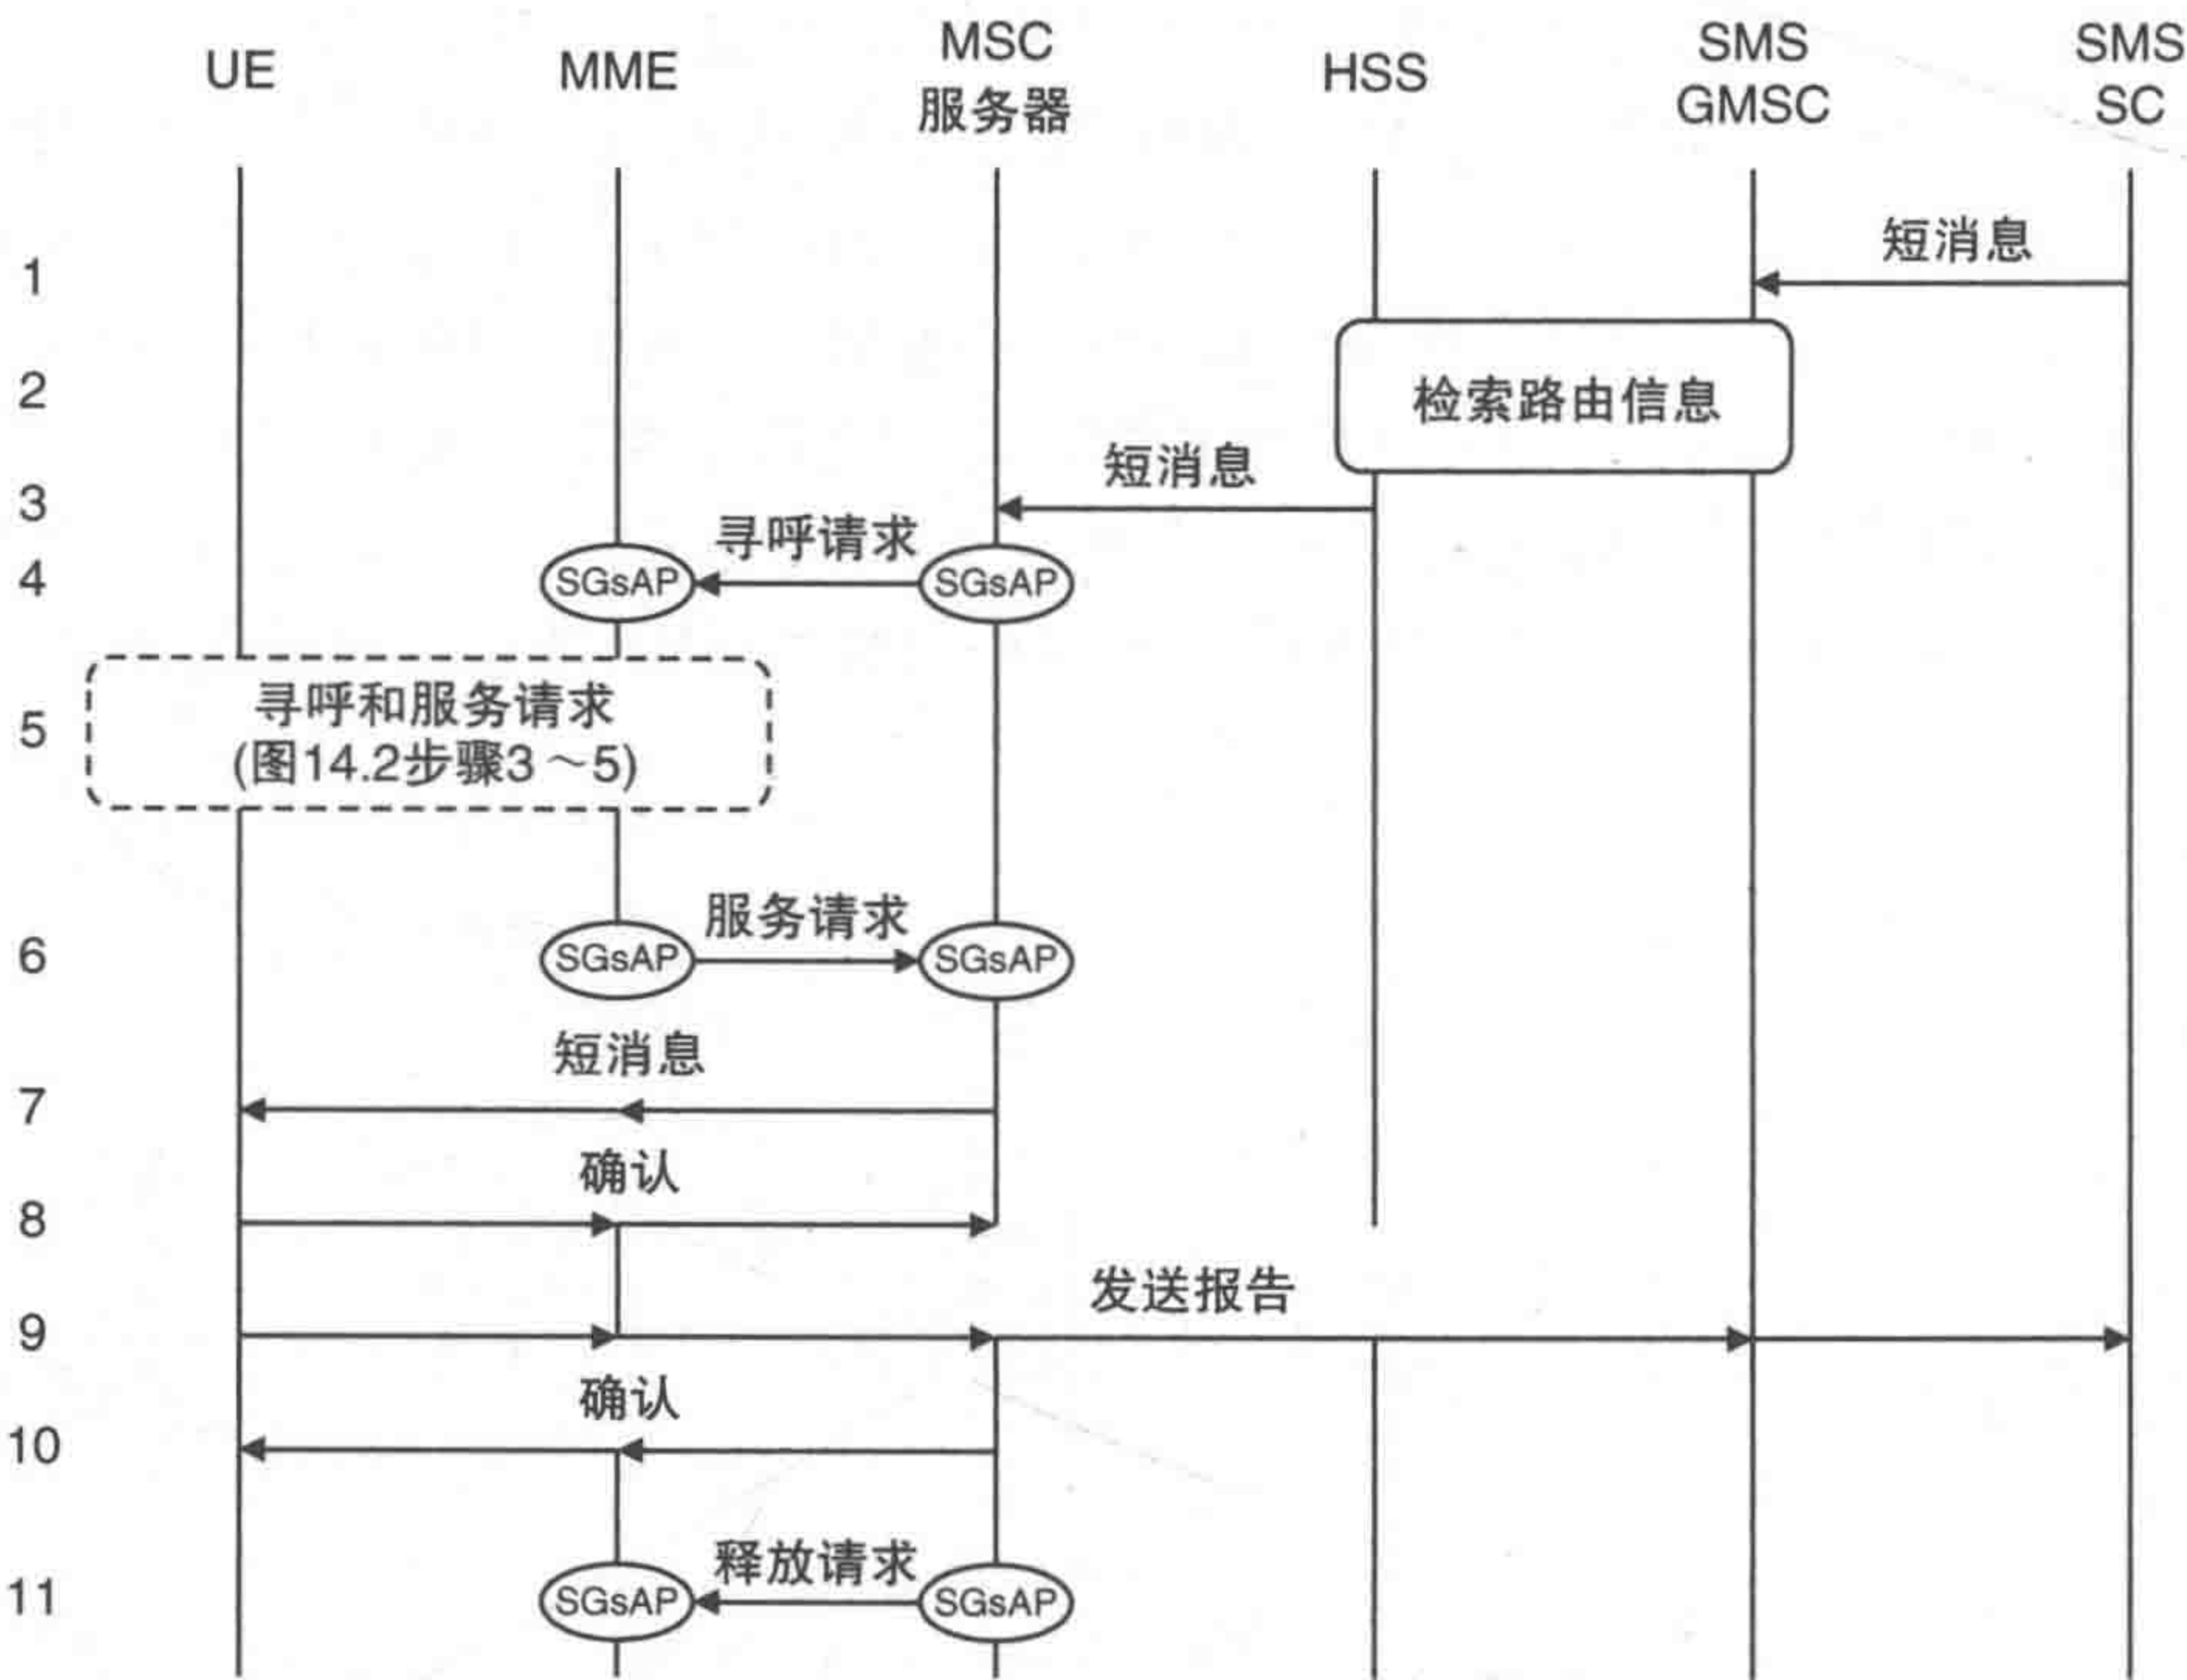 UE
MME
MSC
服务器
HSS
SMS
GMSC
SMS
SC
1
短消息
2
检索路由信息
3
短消息
4
SGsAP
寻呼请求
SGsAP
5
寻呼和服务请求
(图14.2步骤3～5)
6
SGsAP
服务请求
SGsAP
7
短消息
8
确认
9
发送报告
10
确认
11
SGsAP
释放请求
SGsAP